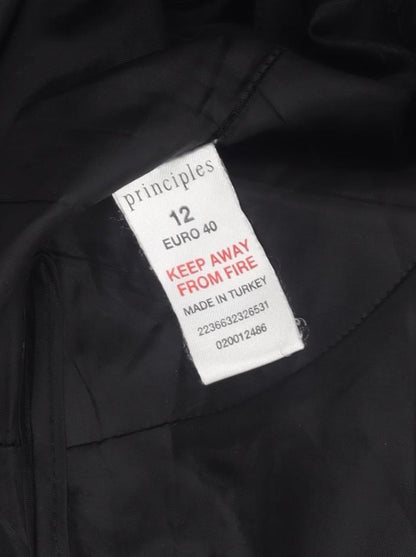 principles
12
EURO 40
KEEP AWAY
FROM FIRE
MADE IN TURKEY
2236632326531
020012486